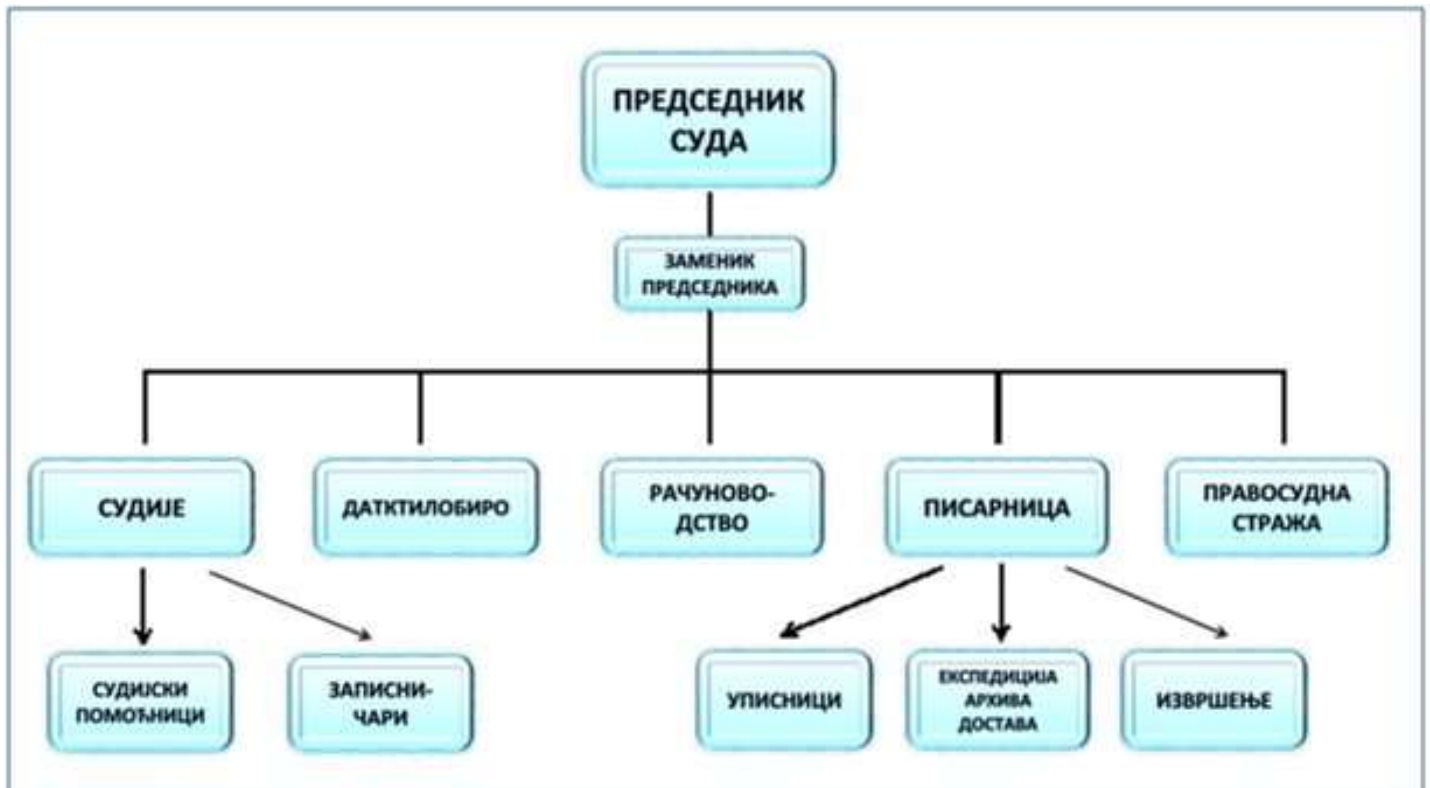 ПРЕДСЕДНИК
СУДА
ЗАМЕНИК
ПРЕДСЕДНИКА
СУДИЈЕ
ДАТКТИЛОБИРО
РАЧУНОВО-
ДСТВО
ПИСАРНИЦА
ПРАВОСУДНА
СТРАЖА
СУДИЈСКИ
ПОМОЋНИЦИ
ЗАПИСНИ-
ЧАРИ
УПИСНИЦИ
ЕКСПЕДИЦИЈА
АРХИВА
ДОСТАВА
ИЗВРШЕЊЕ